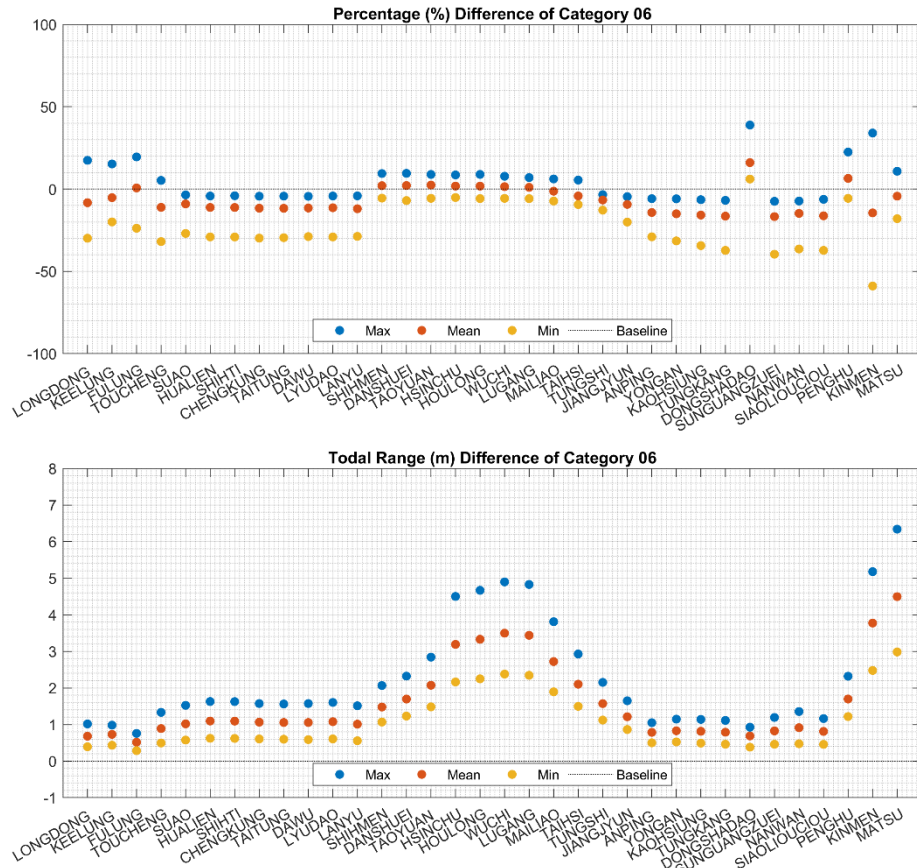 Percentage (%) Difference of Category 06
100
50
0
-50
-100
Max Mean Min Baseline
LONGDONG
KEELUNG
FULUNG
TOUCHENG
SUAO
HUALIEN
SHIHTI
CHENGKUNG
TAITUNG
DAWU
LYUDAO
LANYU
SHIHMEN
DANSHUEI
TAOYUAN
HSINCHU
HOULONG
WUCHI
LUGANG
MAILIAO
TAIHSI
TUNGSHI
JIANGJYUN
ANPING
YONGAN
KAOHSIUNG
TUNGKANG
DONGSHADAO
SUNGUANGZUEI
NANWAN
SIAOLIOUCIOU
PENGHU
KINMEN
MATSU
Todal Range (m) Difference of Category 06
8
7
6
5
4
3
2
1
0
-1
Max Mean Min Baseline
LONGDONG
KEELUNG
FULUNG
TOUCHENG
SUAO
HUALIEN
SHIHTI
CHENGKUNG
TAITUNG
DAWU
LYUDAO
LANYU
SHIHMEN
DANSHUEI
TAOYUAN
HSINCHU
HOULONG
WUCHI
LUGANG
MAILIAO
TAIHSI
TUNGSHI
JIANGJYUN
ANPING
YONGAN
KAOHSIUNG
TUNGKANG
DONGSHADAO
SUNGUANGZUEI
NANWAN
SIAOLIOUCIOU
PENGHU
KINMEN
MATSU